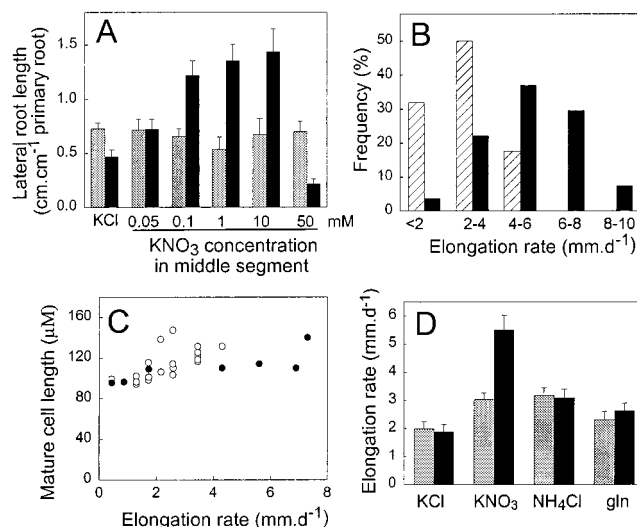 A
Lateral root length
(cm.cm⁻¹ primary root)
1.5
1.0
0.5
0.0
KCl 0.05 0.1 1 10 50 mM
KNO₃ concentration
in middle segment
B
Frequency (%)
50
40
30
20
10
0
<2 2-4 4-6 6-8 8-10
Elongation rate (mm.d⁻¹)
C
Mature cell length (μM)
160
120
80
40
0
0 2 4 6 8
Elongation rate (mm.d⁻¹)
D
Elongation rate (mm.d⁻¹)
6
5
4
3
2
1
0
KCl KNO₃ NH₄Cl gln